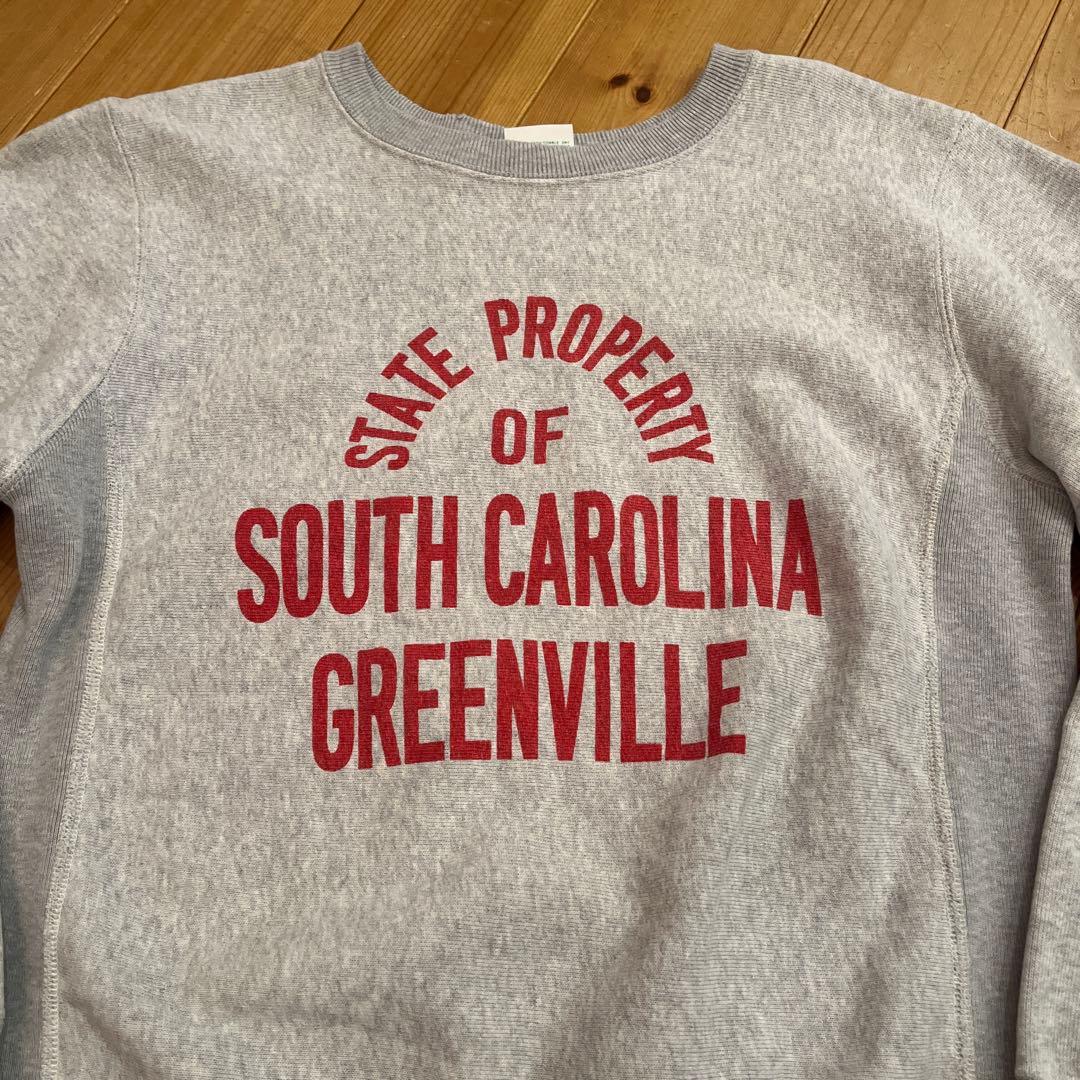 STATE PROPERTY
OF
SOUTH CAROLINA
GREENVILLE